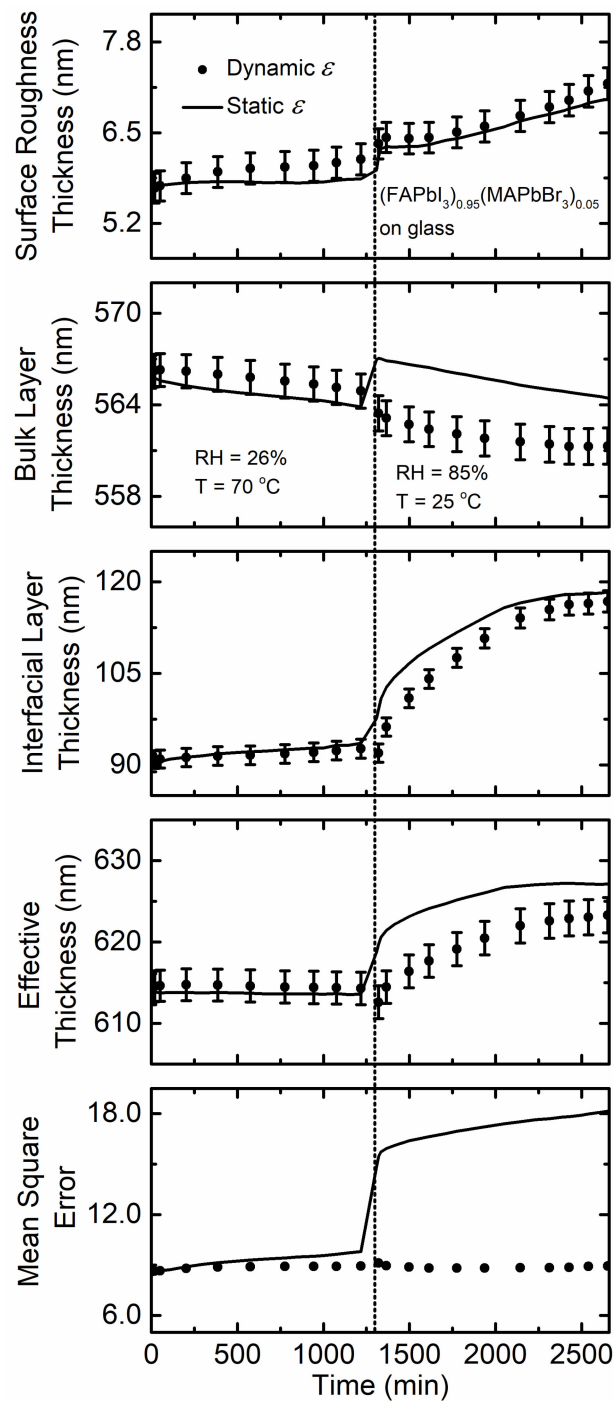 Surface Roughness
Thickness (nm)
7.8
6.5
5.2
Dynamic ε
Static ε
(FAPbI₃)₀.₉₅(MAPbBr₃)₀.₀₅
on glass
Bulk Layer
Thickness (nm)
570
564
558
RH = 26%
T = 70 °C
RH = 85%
T = 25 °C
Interfacial Layer
Thickness (nm)
120
105
90
Effective
Thickness (nm)
630
620
610
Mean Square
Error
18.0
12.0
6.0
0 500 1000 1500 2000 2500
Time (min)